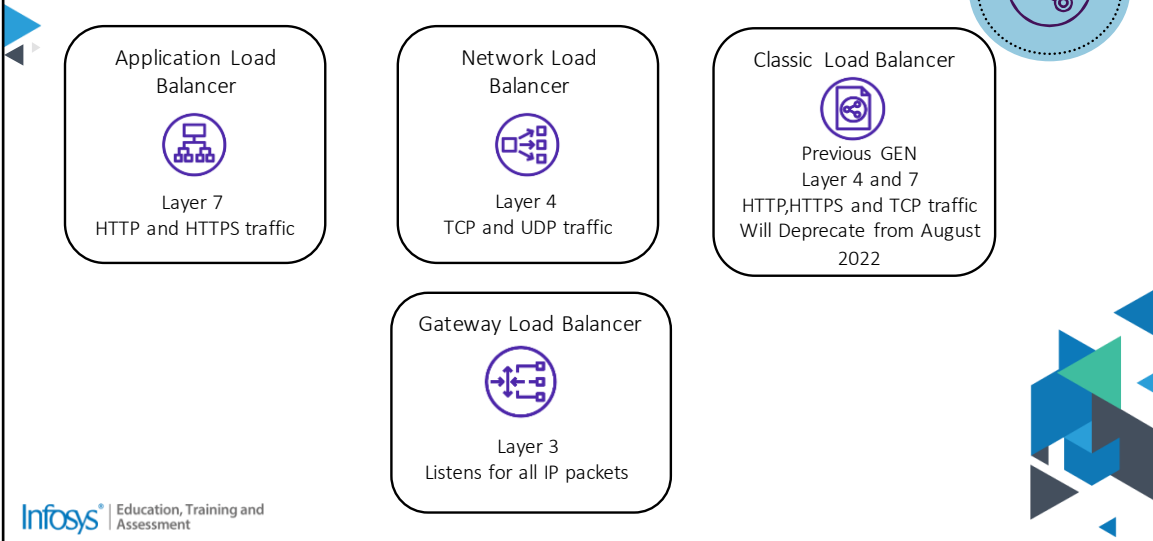 Application Load
Balancer
Layer 7
HTTP and HTTPS traffic
Network Load
Balancer
Layer 4
TCP and UDP traffic
Classic Load Balancer
Previous GEN
Layer 4 and 7
HTTP,HTTPS and TCP traffic
Will Deprecate from August
2022
Gateway Load Balancer
Layer 3
Listens for all IP packets
Infosys®
Education, Training and
Assessment